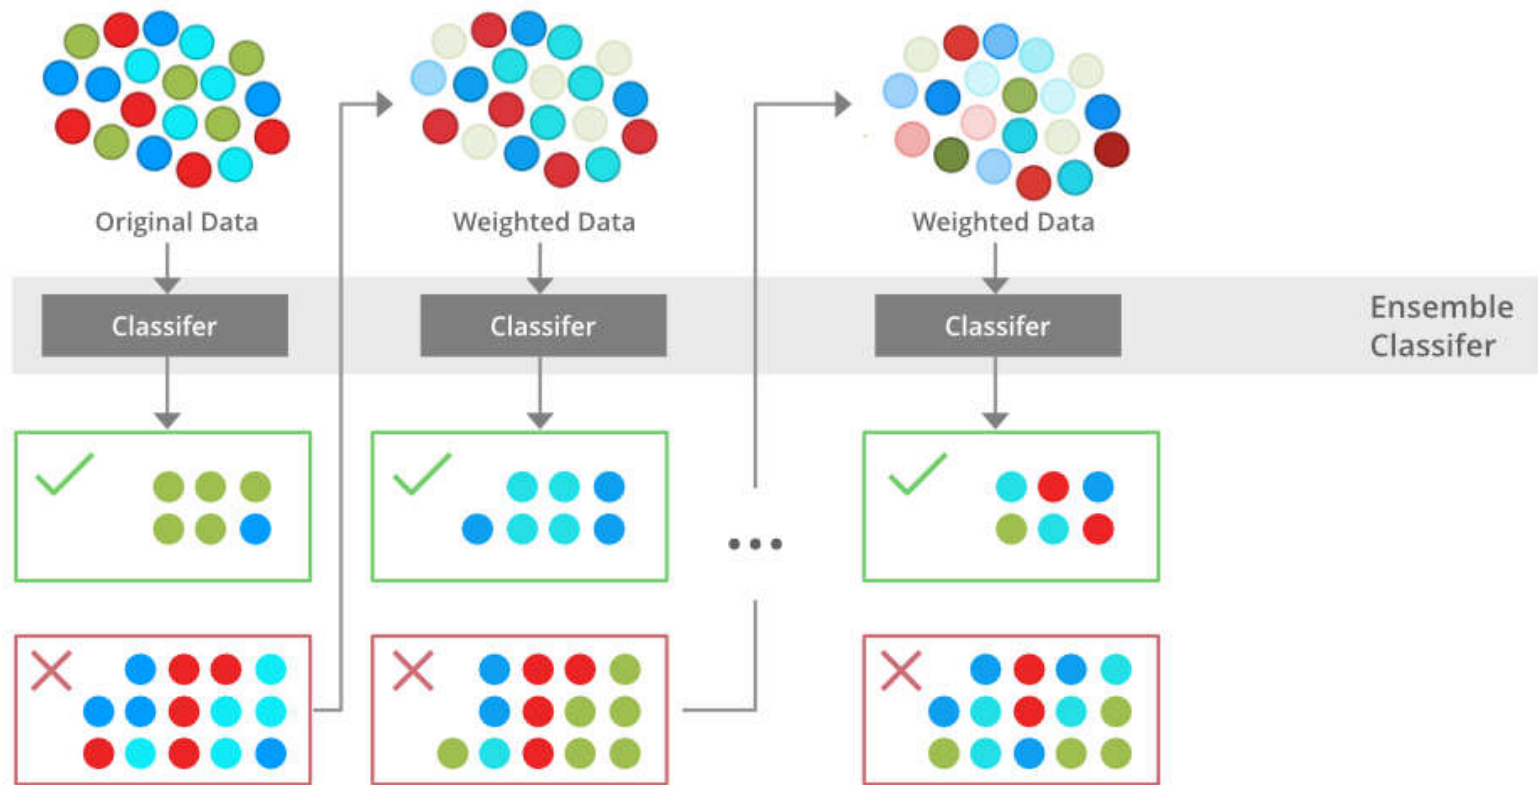 Original Data
Weighted Data
Weighted Data
Classifer
Classifer
Classifer
Ensemble
Classifer
...